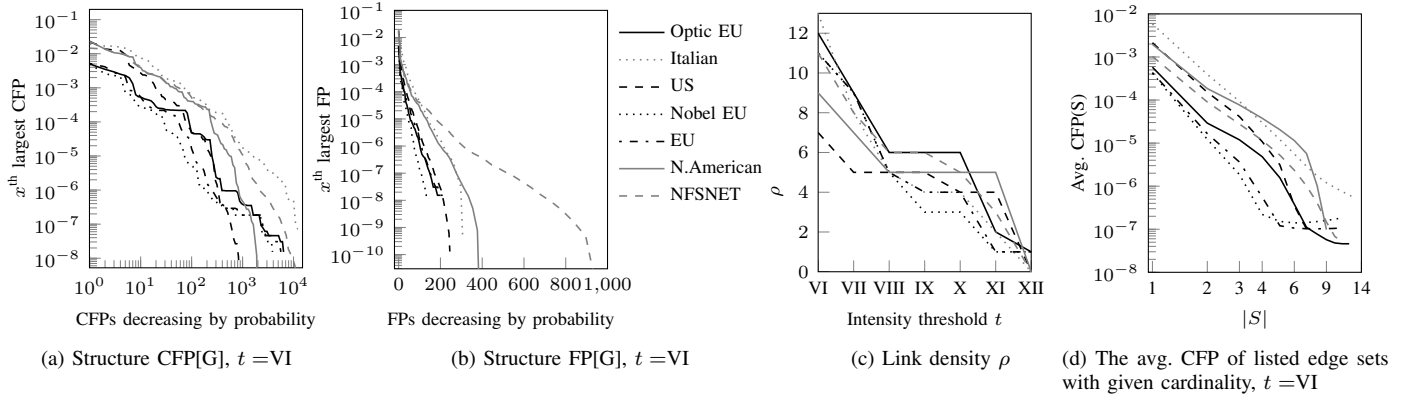 10^{-1}
10^{-2}
10^{-3}
10^{-4}
10^{-5}
10^{-6}
10^{-7}
10^{-8}
x^{th} largest CFP
10^0 10^1 10^2 10^3 10^4
CFPs decreasing by probability
(a) Structure CFP[G], t =VI
10^{-1}
10^{-2}
10^{-3}
10^{-4}
10^{-5}
10^{-6}
10^{-7}
10^{-8}
10^{-9}
10^{-10}
x^{th} largest FP
0 200 400 600 800 1,000
FPs decreasing by probability
(b) Structure FP[G], t =VI
Optic EU
Italian
US
Nobel EU
EU
N.American
NFSNET
12
10
8
6
4
2
0
ρ
VI VII VIII IX X XI XII
Intensity threshold t
(c) Link density ρ
10^{-2}
10^{-3}
10^{-4}
10^{-5}
10^{-6}
10^{-7}
10^{-8}
Avg. CFP(S)
1 2 3 4 6 9 14
|S|
(d) The avg. CFP of listed edge sets
with given cardinality, t =VI